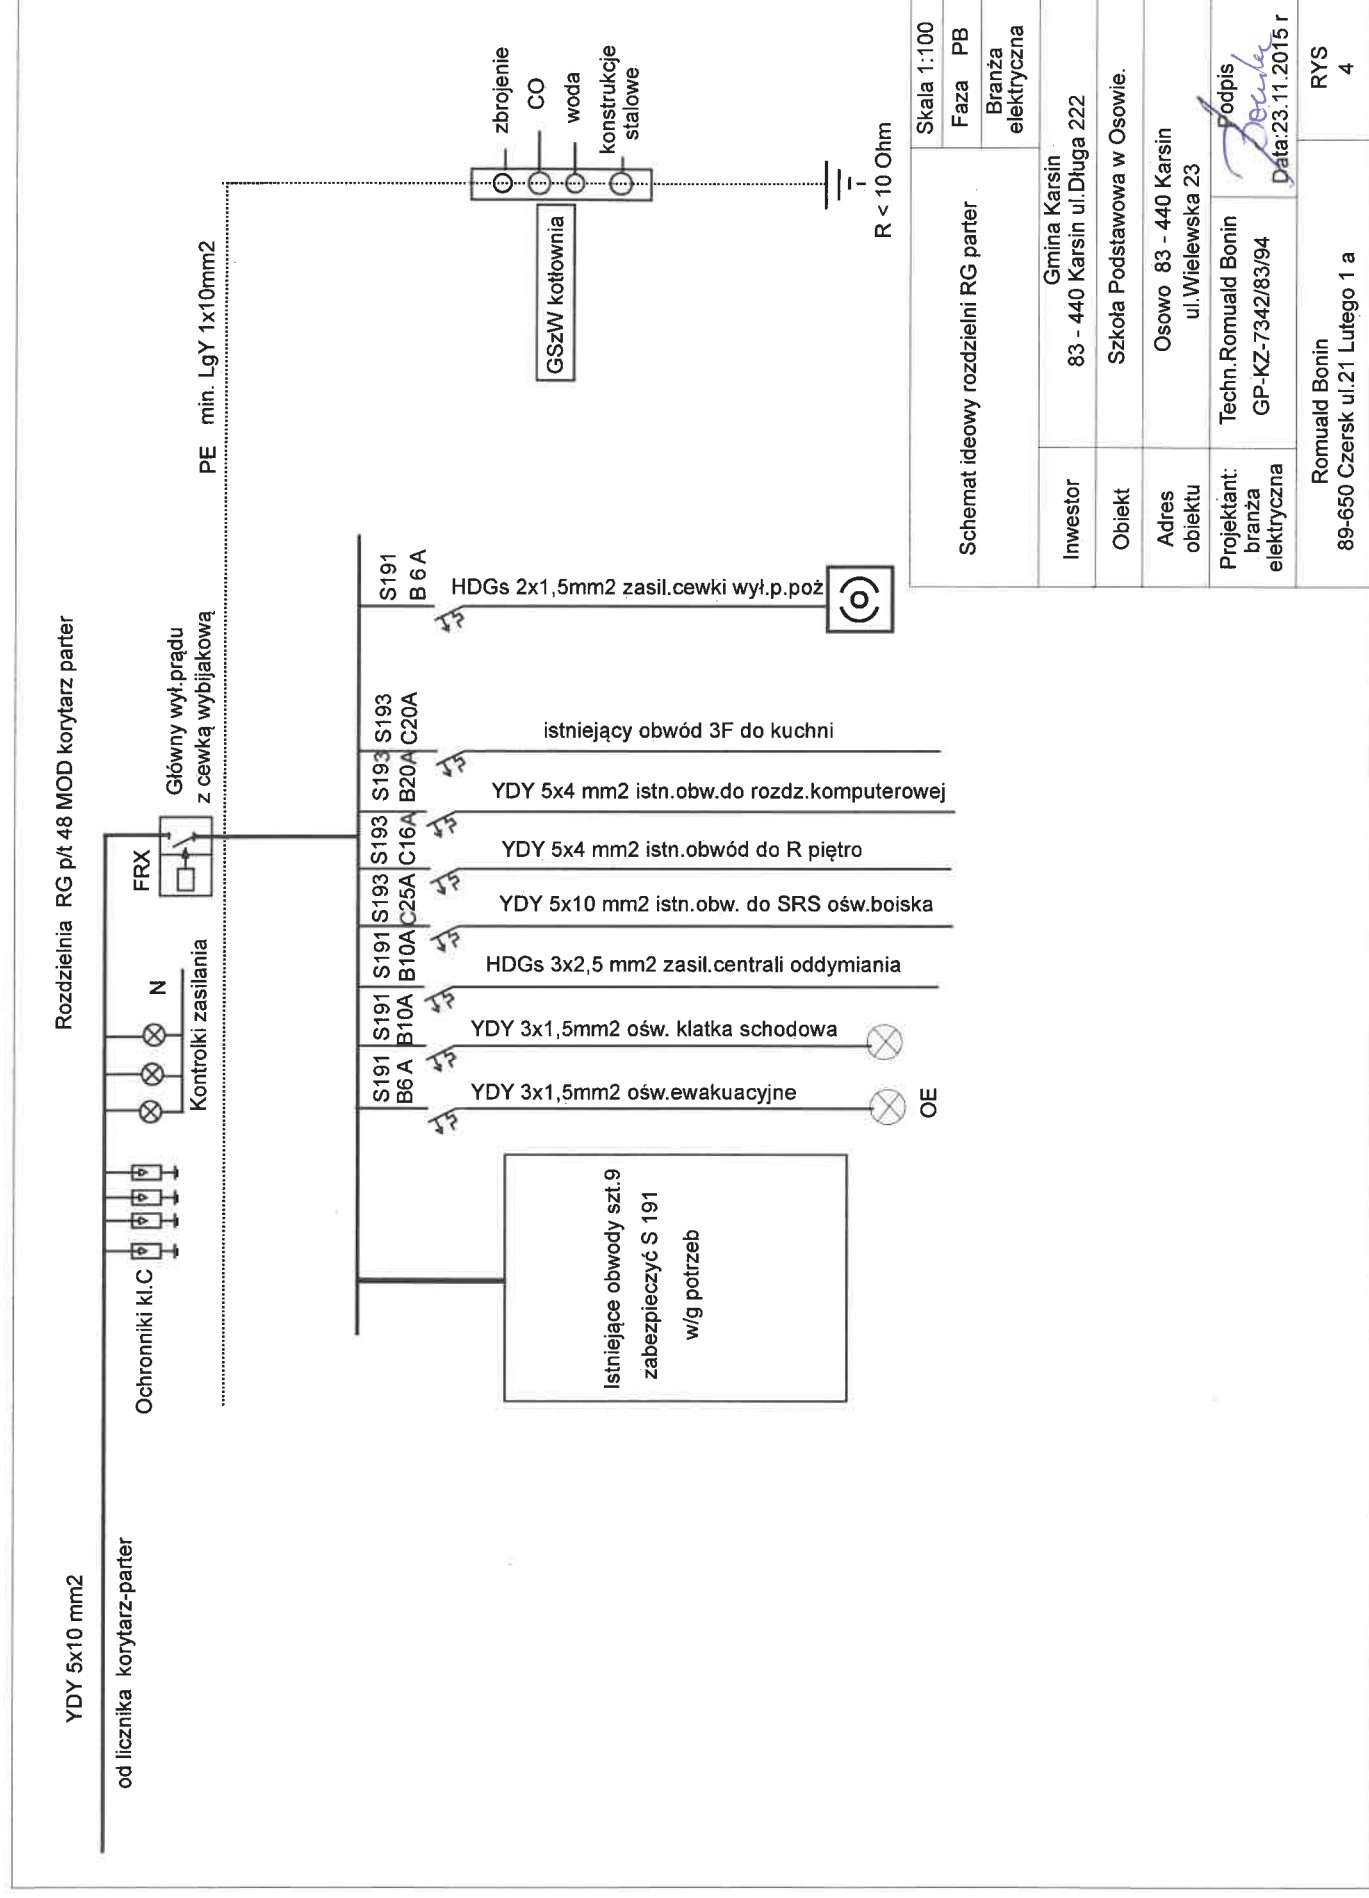 Rozdzielnia RG p/t 48 MOD korytarz parter
YDY 5x10 mm2
od licznika korytarz-parter
Ochronniki kl.C
Kontrolki zasilania
N
FRX
Główny wył.prądu
z cewką wybijakową
PE min. LgY 1x10mm2
Istniejące obwody szt.9
zabezpieczyć S 191
w/g potrzeb
S191
B6 A
YDY 3x1,5mm2 ośw.ewakuacyjne
OE
S191
B10A
YDY 3x1,5mm2 ośw. klatka schodowa
S191
B10A
HDGs 3x2,5 mm2 zasil.centrali oddymiania
S193
C25A
YDY 5x10 mm2 istn.obw. do SRS ośw.boiska
S193
C16A
YDY 5x4 mm2 istn.obwód do R piętro
S193
B20A
YDY 5x4 mm2 istn.obw.do rozdz.komputerowej
S193
C20A
istniejący obwód 3F do kuchni
S191
B 6 A
HDGs 2x1,5mm2 zasil.cewki wył.p.poż
GSzW kotłownia
zbrojenie
CO
woda
konstrukcje
stalowe
R < 10 Ohm
Schemat ideowy rozdzielni RG parter
Skala 1:100
Faza PB
Branża
elektryczna
Inwestor
Gmina Karsin
83 - 440 Karsin ul.Długa 222
Obiekt
Szkoła Podstawowa w Osowie.
Adres
obiektu
Osowo 83 - 440 Karsin
ul.Wielewska 23
Projektant:
branża
elektryczna
Techn.Romuald Bonin
GP-KZ-7342/83/94
Podpis
Data:23.11.2015 r
Romuald Bonin
89-650 Czersk ul.21 Lutego 1 a
RYS
4